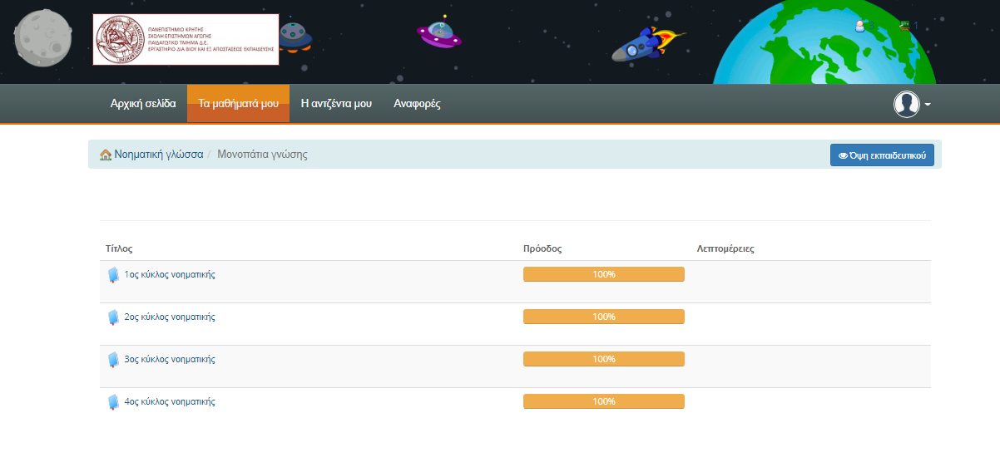 ΠΑΝΕΠΙΣΤΗΜΙΟ ΚΡΗΤΗΣ
ΣΧΟΛΗ ΕΠΙΣΤΗΜΩΝ ΑΓΩΓΗΣ
ΠΑΙΔΑΓΩΓΙΚΟ ΤΜΗΜΑ Δ.Ε.
ΕΡΓΑΣΤΗΡΙΟ ΔΙΑ ΒΙΟΥ ΚΑΙ ΕΞ ΑΠΟΣΤΑΣΕΩΣ ΕΚΠΑΙΔΕΥΣΗΣ
1
Αρχική σελίδα Τα μαθήματά μου Η αντζέντα μου Αναφορές
Νοηματική γλώσσα / Μονοπάτια γνώσης Όψη εκπαιδευτικού
Τίτλος Πρόοδος Λεπτομέρειες
1ος κύκλος νοηματικής 100%
2ος κύκλος νοηματικής 100%
3ος κύκλος νοηματικής 100%
4ος κύκλος νοηματικής 100%